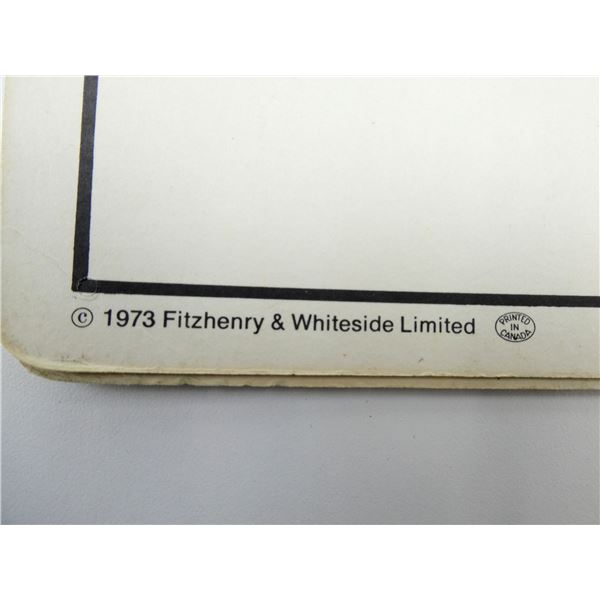 © 1973 Fitzhenry & Whiteside Limited
PRINTED
IN
CANADA